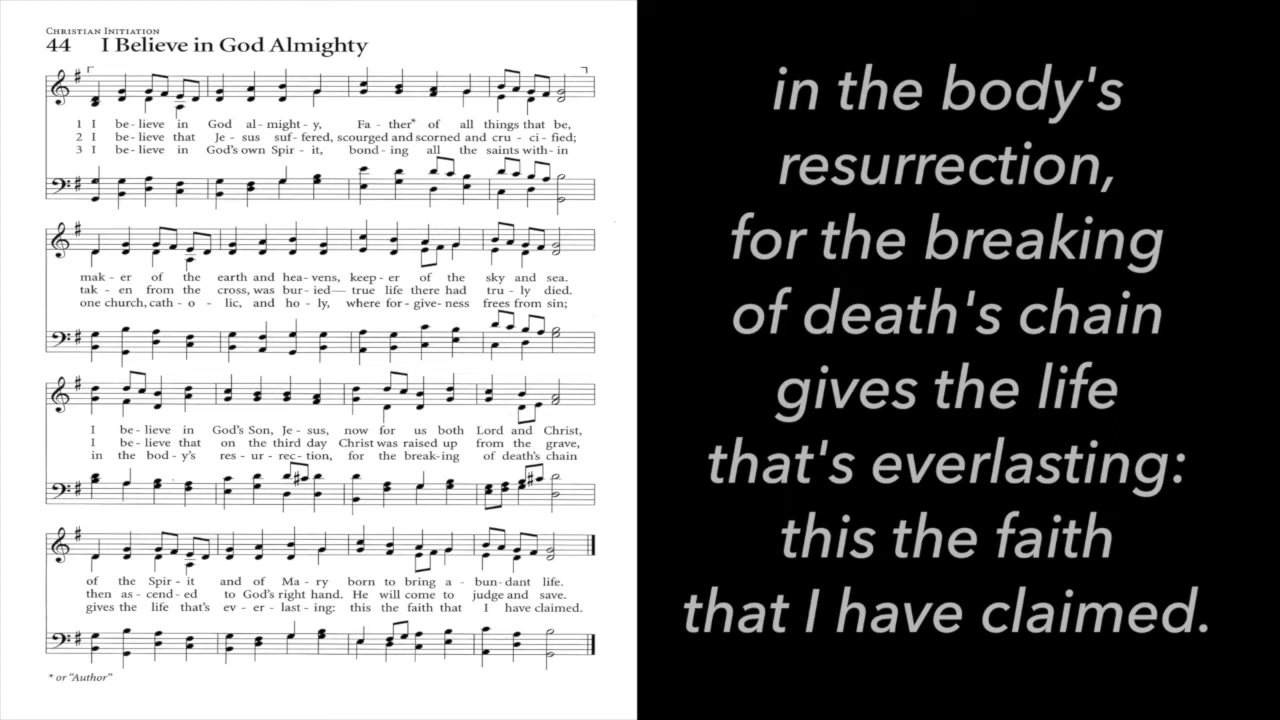 CHRISTIAN INITIATION
44 I Believe in God Almighty
1 I be-lieve in God al-might-y, Fa-ther* of all things that be,
2 I be-lieve that Je-sus suf-fered, scourged and scorned and cru-ci-fied;
3 I be-lieve in God's own Spir-it, bond-ing all the saints with-in
mak-er of the earth and hea-vens, keep-er of the sky and sea.
tak-en from the cross, was bur-ied— true life there had tru-ly died.
one church, cath-o-lic, and ho-ly, where for-give-ness frees from sin;
I be-lieve in God's Son, Je-sus, now for us both Lord and Christ,
I be-lieve that on the third day Christ was raised up from the grave,
in the bod-y's res-ur-rec-tion, for the break-ing of death's chain
of the Spir-it and of Ma-ry born to bring a-bun-dant life.
then as-cend-ed to God's right hand. He will come to judge and save.
gives the life that's ev-er-last-ing: this the faith that I have claimed.
* or "Author"
in the body's
resurrection,
for the breaking
of death's chain
gives the life
that's everlasting:
this the faith
that I have claimed.